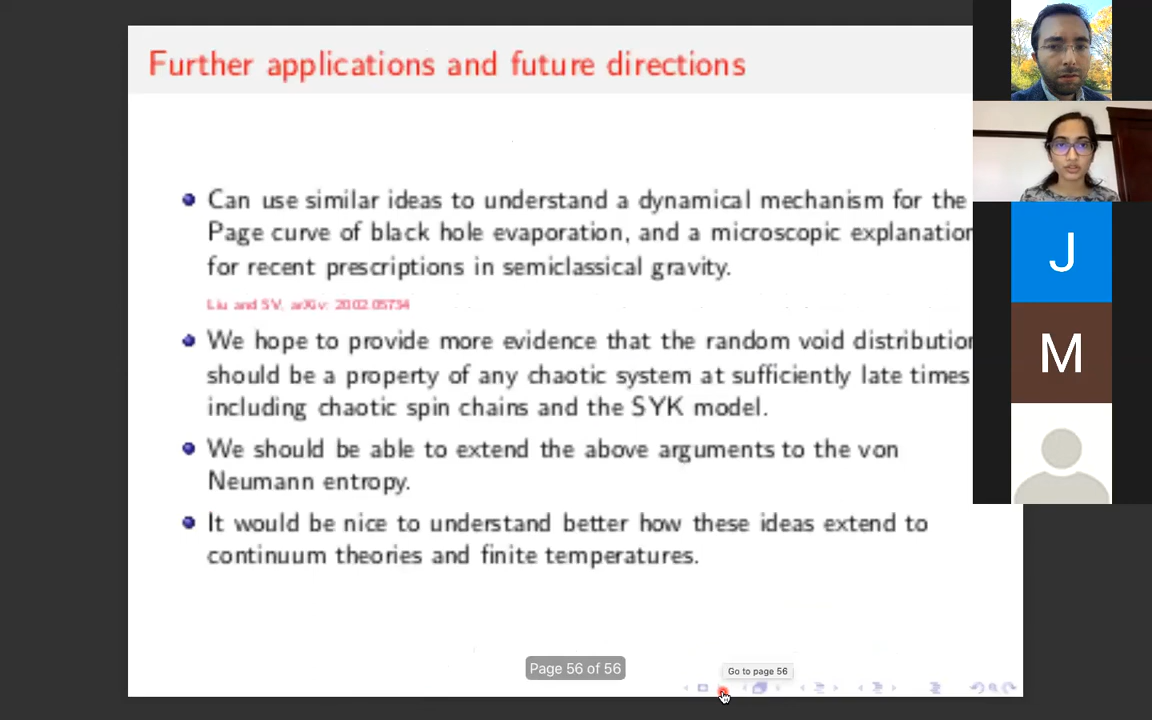 Further applications and future directions
Can use similar ideas to understand a dynamical mechanism for the
Page curve of black hole evaporation, and a microscopic explanation
for recent prescriptions in semiclassical gravity.
Liu and SV, arXiv: 2002.05734
We hope to provide more evidence that the random void distribution
should be a property of any chaotic system at sufficiently late times
including chaotic spin chains and the SYK model.
We should be able to extend the above arguments to the von
Neumann entropy.
It would be nice to understand better how these ideas extend to
continuum theories and finite temperatures.
Page 56 of 56
Go to page 56
J
M